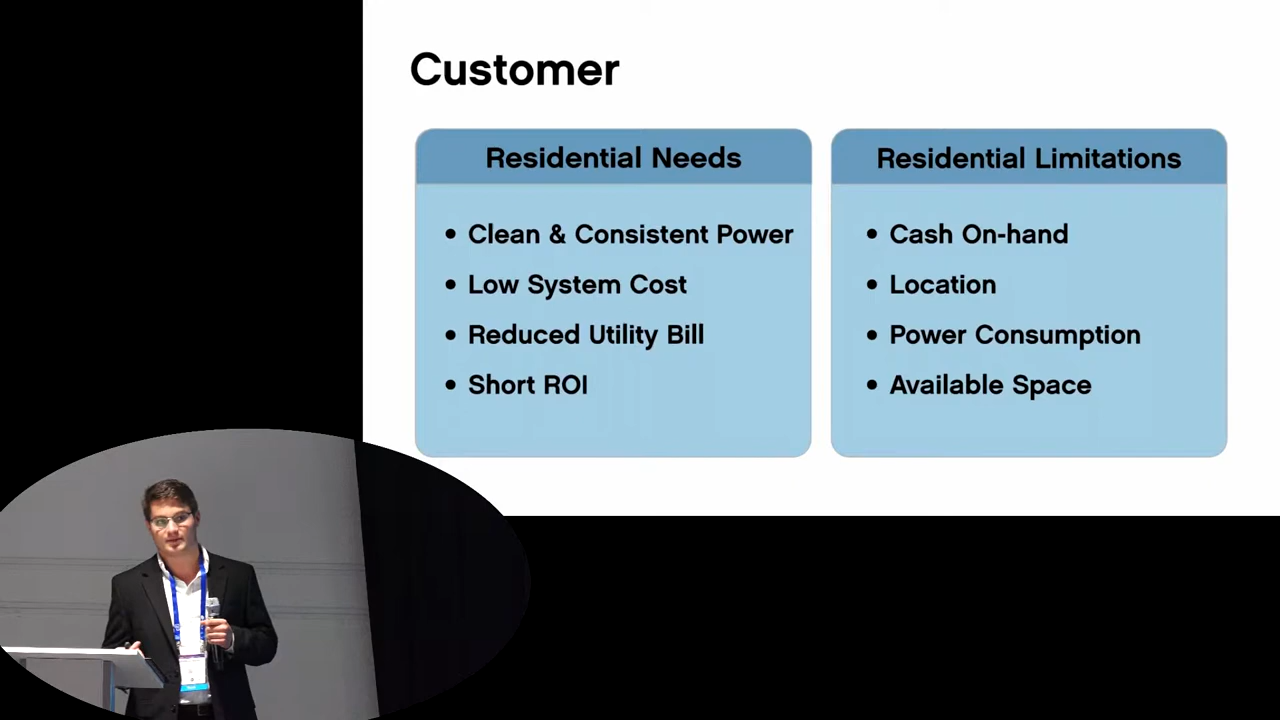 Customer
Residential Needs
• Clean & Consistent Power
• Low System Cost
• Reduced Utility Bill
• Short ROI
Residential Limitations
• Cash On-hand
• Location
• Power Consumption
• Available Space